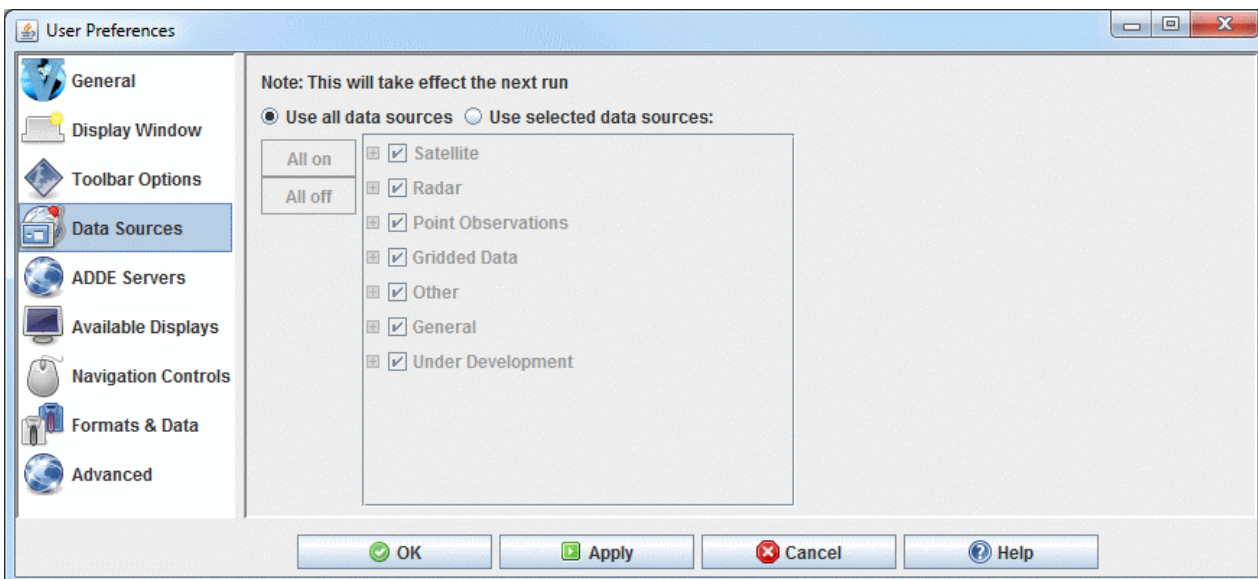 User Preferences
General
Display Window
Toolbar Options
Data Sources
ADDE Servers
Available Displays
Navigation Controls
Formats & Data
Advanced
Note: This will take effect the next run
Use all data sources Use selected data sources:
All on
All off
Satellite
Radar
Point Observations
Gridded Data
Other
General
Under Development
OK Apply Cancel Help